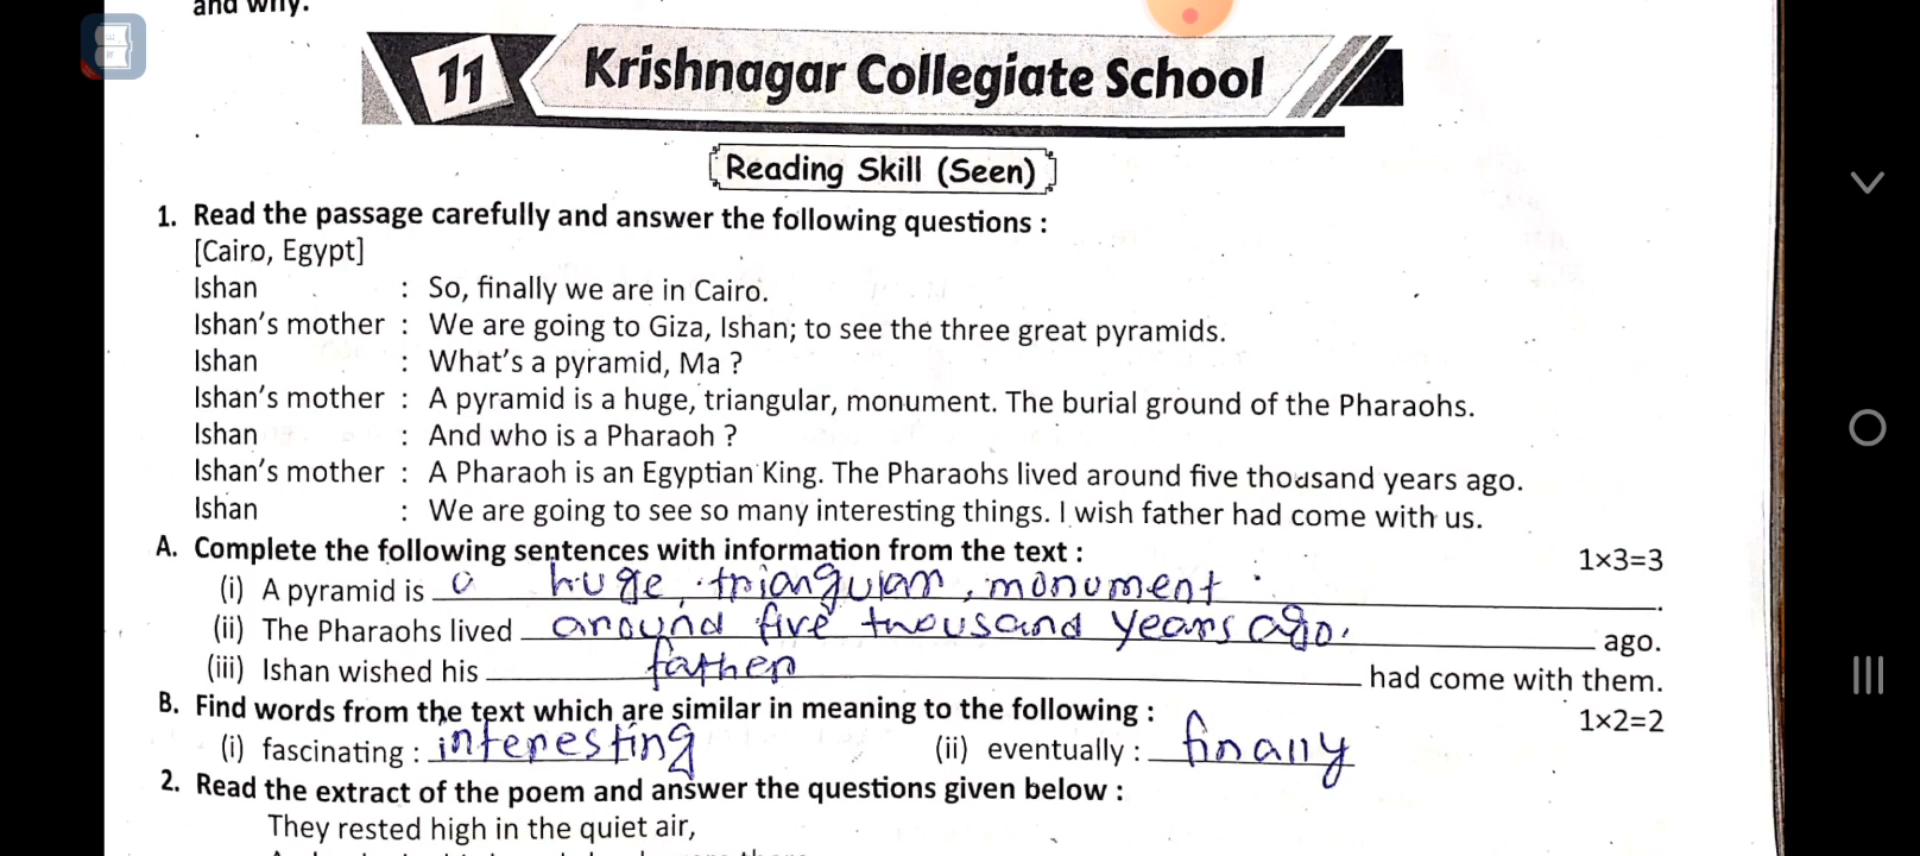 and why.
11 Krishnagar Collegiate School
Reading Skill (Seen)
1. Read the passage carefully and answer the following questions :
[Cairo, Egypt]
Ishan : So, finally we are in Cairo.
Ishan's mother : We are going to Giza, Ishan; to see the three great pyramids.
Ishan : What's a pyramid, Ma ?
Ishan's mother : A pyramid is a huge, triangular, monument. The burial ground of the Pharaohs.
Ishan : And who is a Pharaoh ?
Ishan's mother : A Pharaoh is an Egyptian King. The Pharaohs lived around five thousand years ago.
Ishan : We are going to see so many interesting things. I wish father had come with us.
A. Complete the following sentences with information from the text : 1×3=3
(i) A pyramid is a huge, triangular, monument.
(ii) The Pharaohs lived around five thousand years ago. ago.
(iii) Ishan wished his father had come with them.
B. Find words from the text which are similar in meaning to the following : 1×2=2
(i) fascinating : interesting (ii) eventually : finally
2. Read the extract of the poem and answer the questions given below :
They rested high in the quiet air,